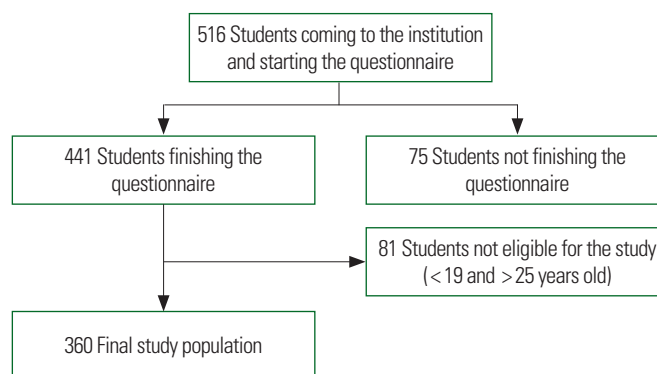 516 Students coming to the institution
and starting the questionnaire
441 Students finishing the
questionnaire
75 Students not finishing the
questionnaire
81 Students not eligible for the study
(<19 and >25 years old)
360 Final study population